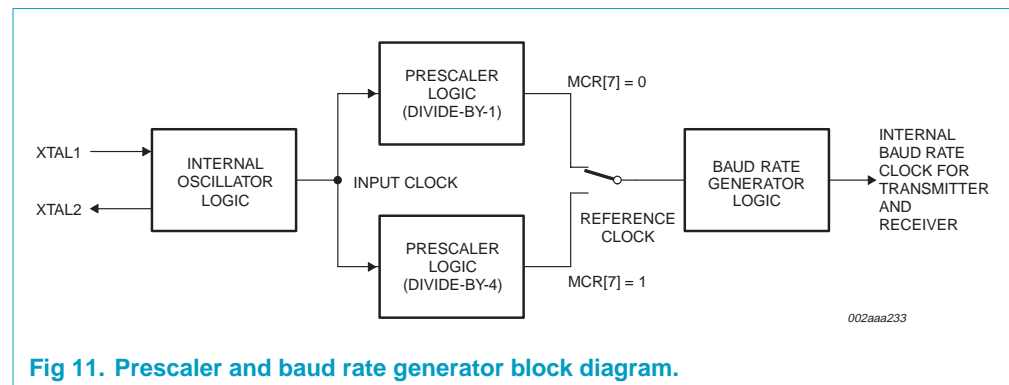 XTAL1
XTAL2
INTERNAL
OSCILLATOR
LOGIC
INPUT CLOCK
PRESCALER
LOGIC
(DIVIDE-BY-1)
PRESCALER
LOGIC
(DIVIDE-BY-4)
MCR[7] = 0
MCR[7] = 1
REFERENCE
CLOCK
BAUD RATE
GENERATOR
LOGIC
INTERNAL
BAUD RATE
CLOCK FOR
TRANSMITTER
AND
RECEIVER
002aaa233
Fig 11. Prescaler and baud rate generator block diagram.